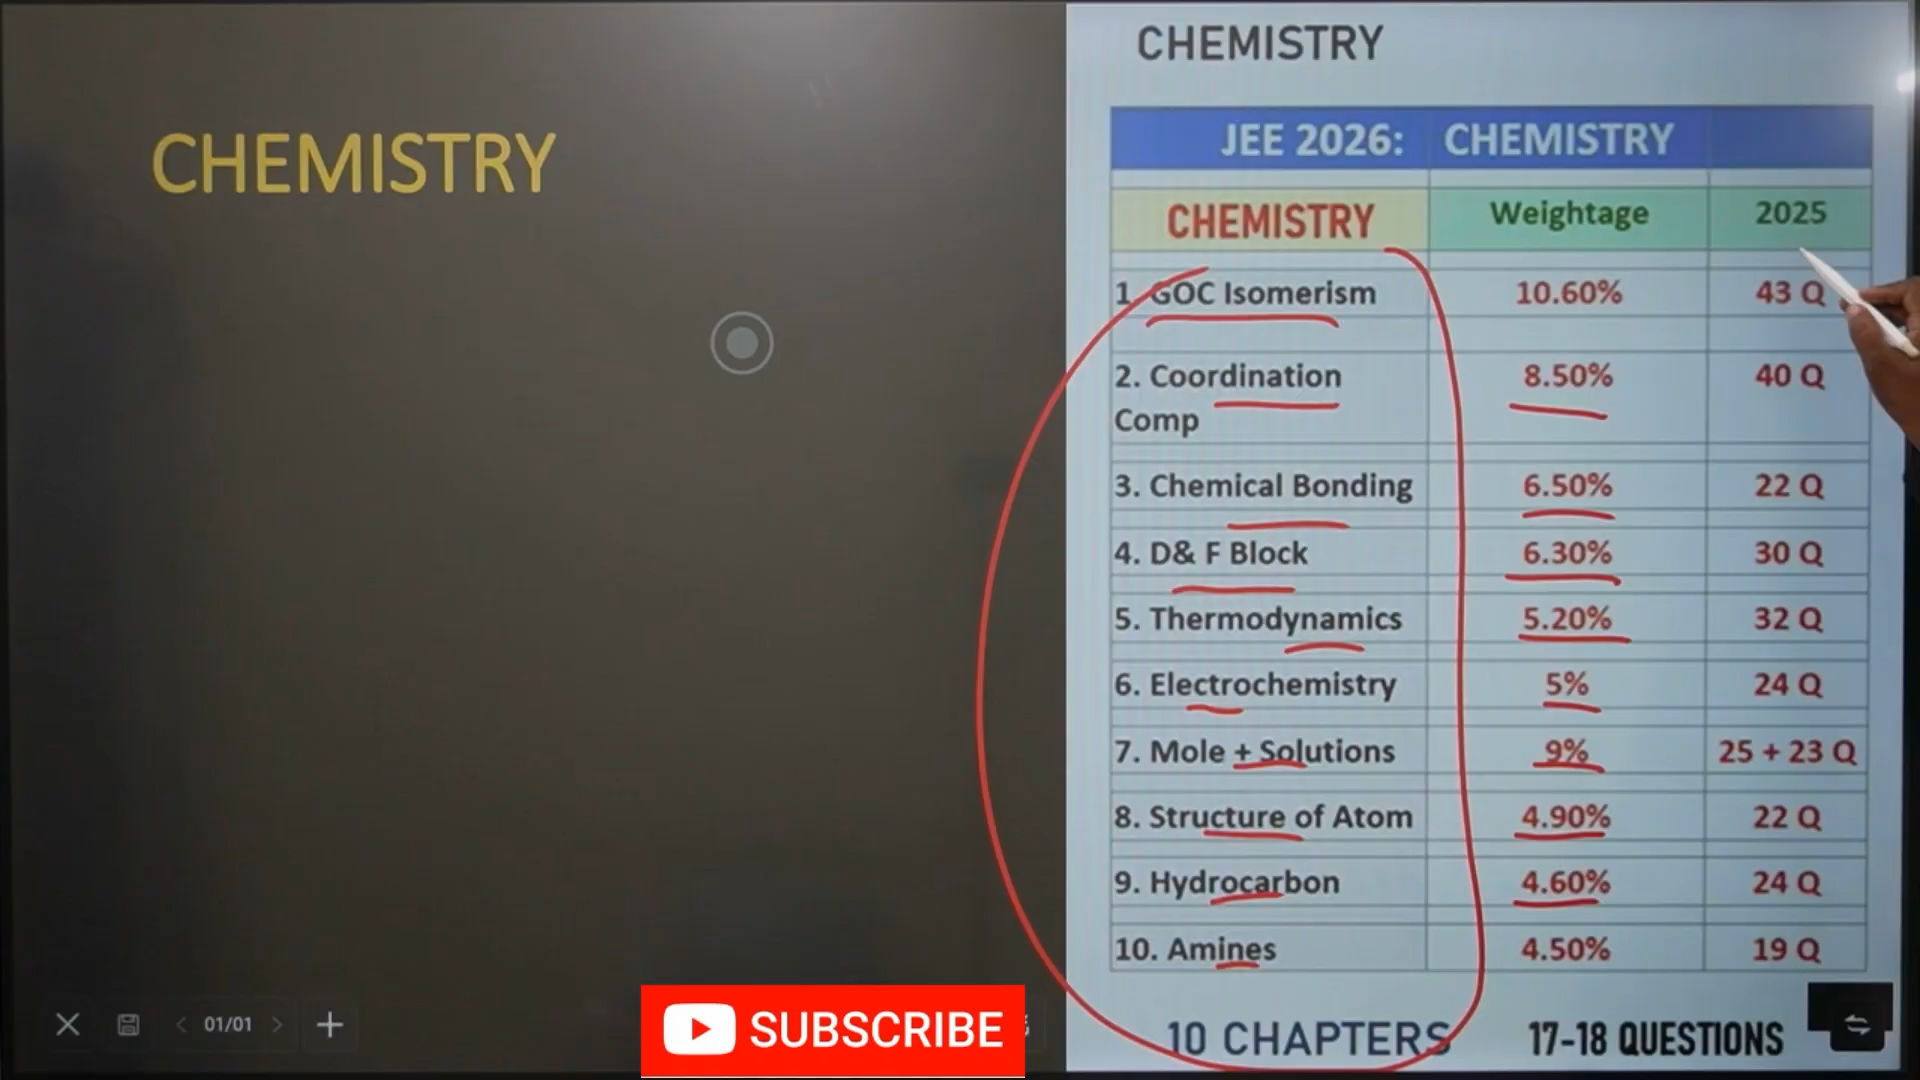 CHEMISTRY
CHEMISTRY
JEE 2026: CHEMISTRY
CHEMISTRY Weightage 2025
1. GOC Isomerism 10.60% 43 Q
2. Coordination 8.50% 40 Q
Comp
3. Chemical Bonding 6.50% 22 Q
4. D& F Block 6.30% 30 Q
5. Thermodynamics 5.20% 32 Q
6. Electrochemistry 5% 24 Q
7. Mole + Solutions 9% 25 + 23 Q
8. Structure of Atom 4.90% 22 Q
9. Hydrocarbon 4.60% 24 Q
10. Amines 4.50% 19 Q
10 CHAPTERS 17-18 QUESTIONS
01/01
SUBSCRIBE